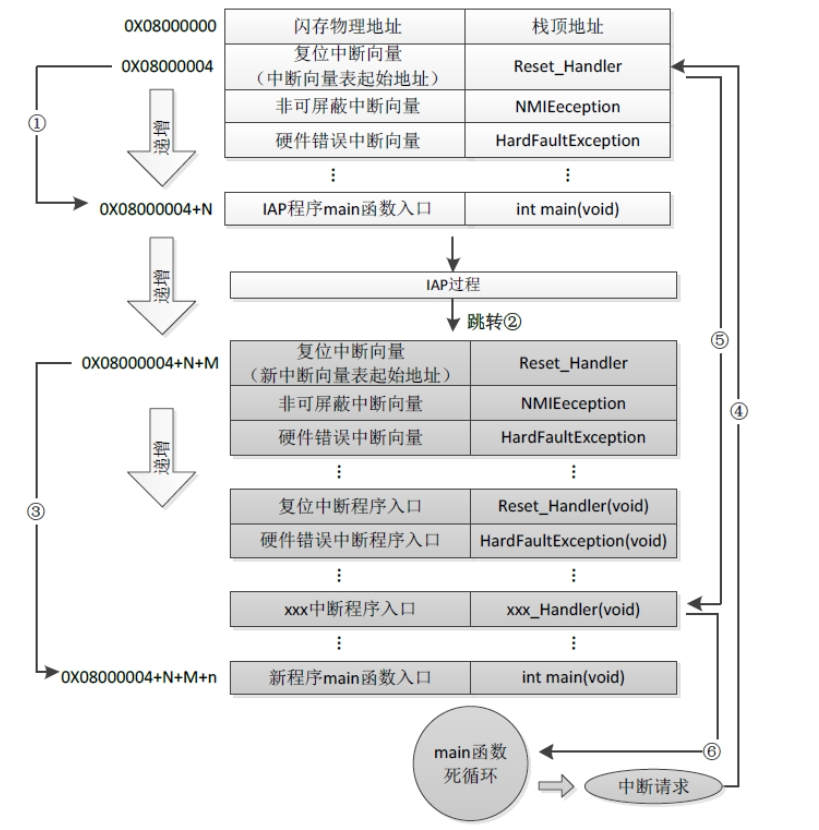 0X08000000 闪存物理地址 栈顶地址
0X08000004 复位中断向量
（中断向量表起始地址） Reset_Handler
非可屏蔽中断向量 NMIEeception
硬件错误中断向量 HardFaultException
①
递增
⋮ ⋮
0X08000004+N IAP程序main函数入口 int main(void)
递增
IAP过程
跳转②
⑤
0X08000004+N+M 复位中断向量
（新中断向量表起始地址） Reset_Handler
非可屏蔽中断向量 NMIEeception
④
硬件错误中断向量 HardFaultException
递增
⋮ ⋮
复位中断程序入口 Reset_Handler(void)
③
硬件错误中断程序入口 HardFaultException(void)
⋮ ⋮
xxx中断程序入口 xxx_Handler(void)
⋮ ⋮
0X08000004+N+M+n 新程序main函数入口 int main(void)
main函数
死循环
⑥
中断请求